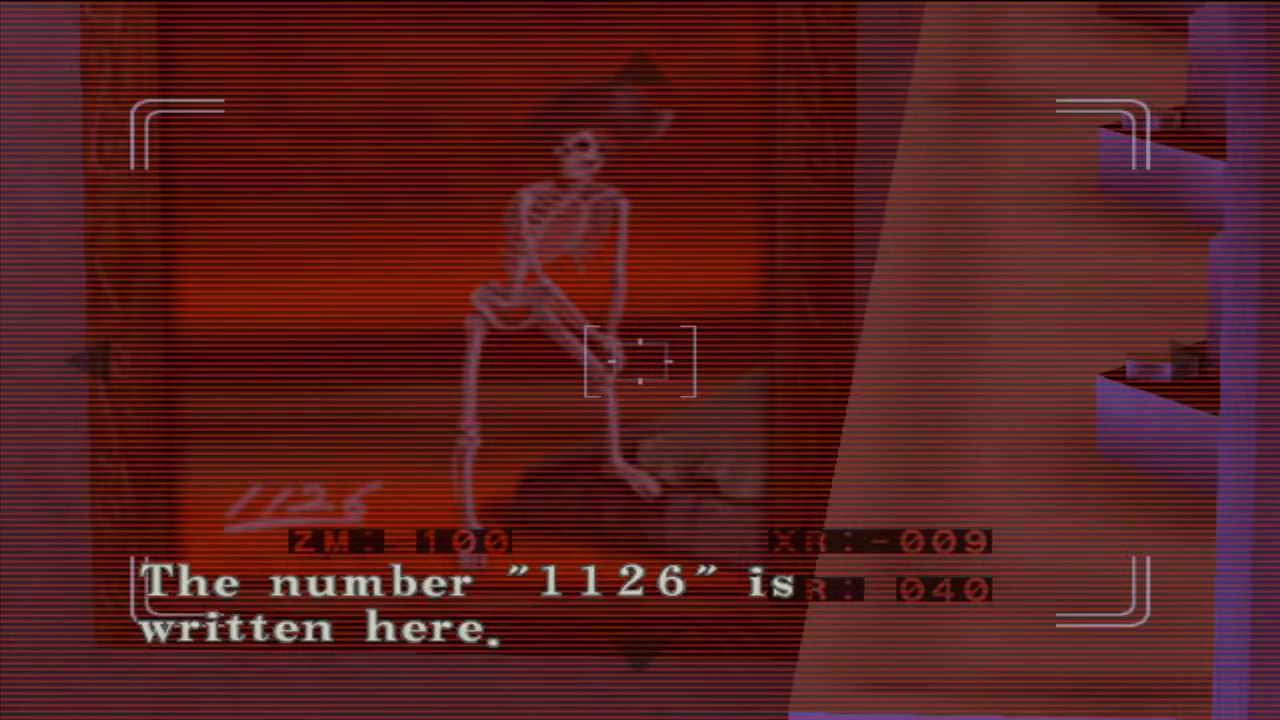 1126
ZM:-100 XR:-009
R: 040
The number "1126" is
written here.